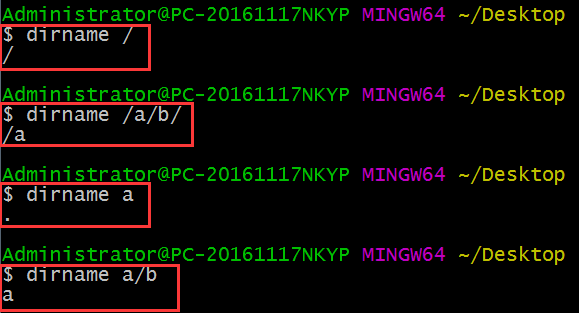 Administrator@PC-20161117NKYP MINGW64 ~/Desktop
$ dirname /
/
Administrator@PC-20161117NKYP MINGW64 ~/Desktop
$ dirname /a/b/
/a
Administrator@PC-20161117NKYP MINGW64 ~/Desktop
$ dirname a
.
Administrator@PC-20161117NKYP MINGW64 ~/Desktop
$ dirname a/b
a